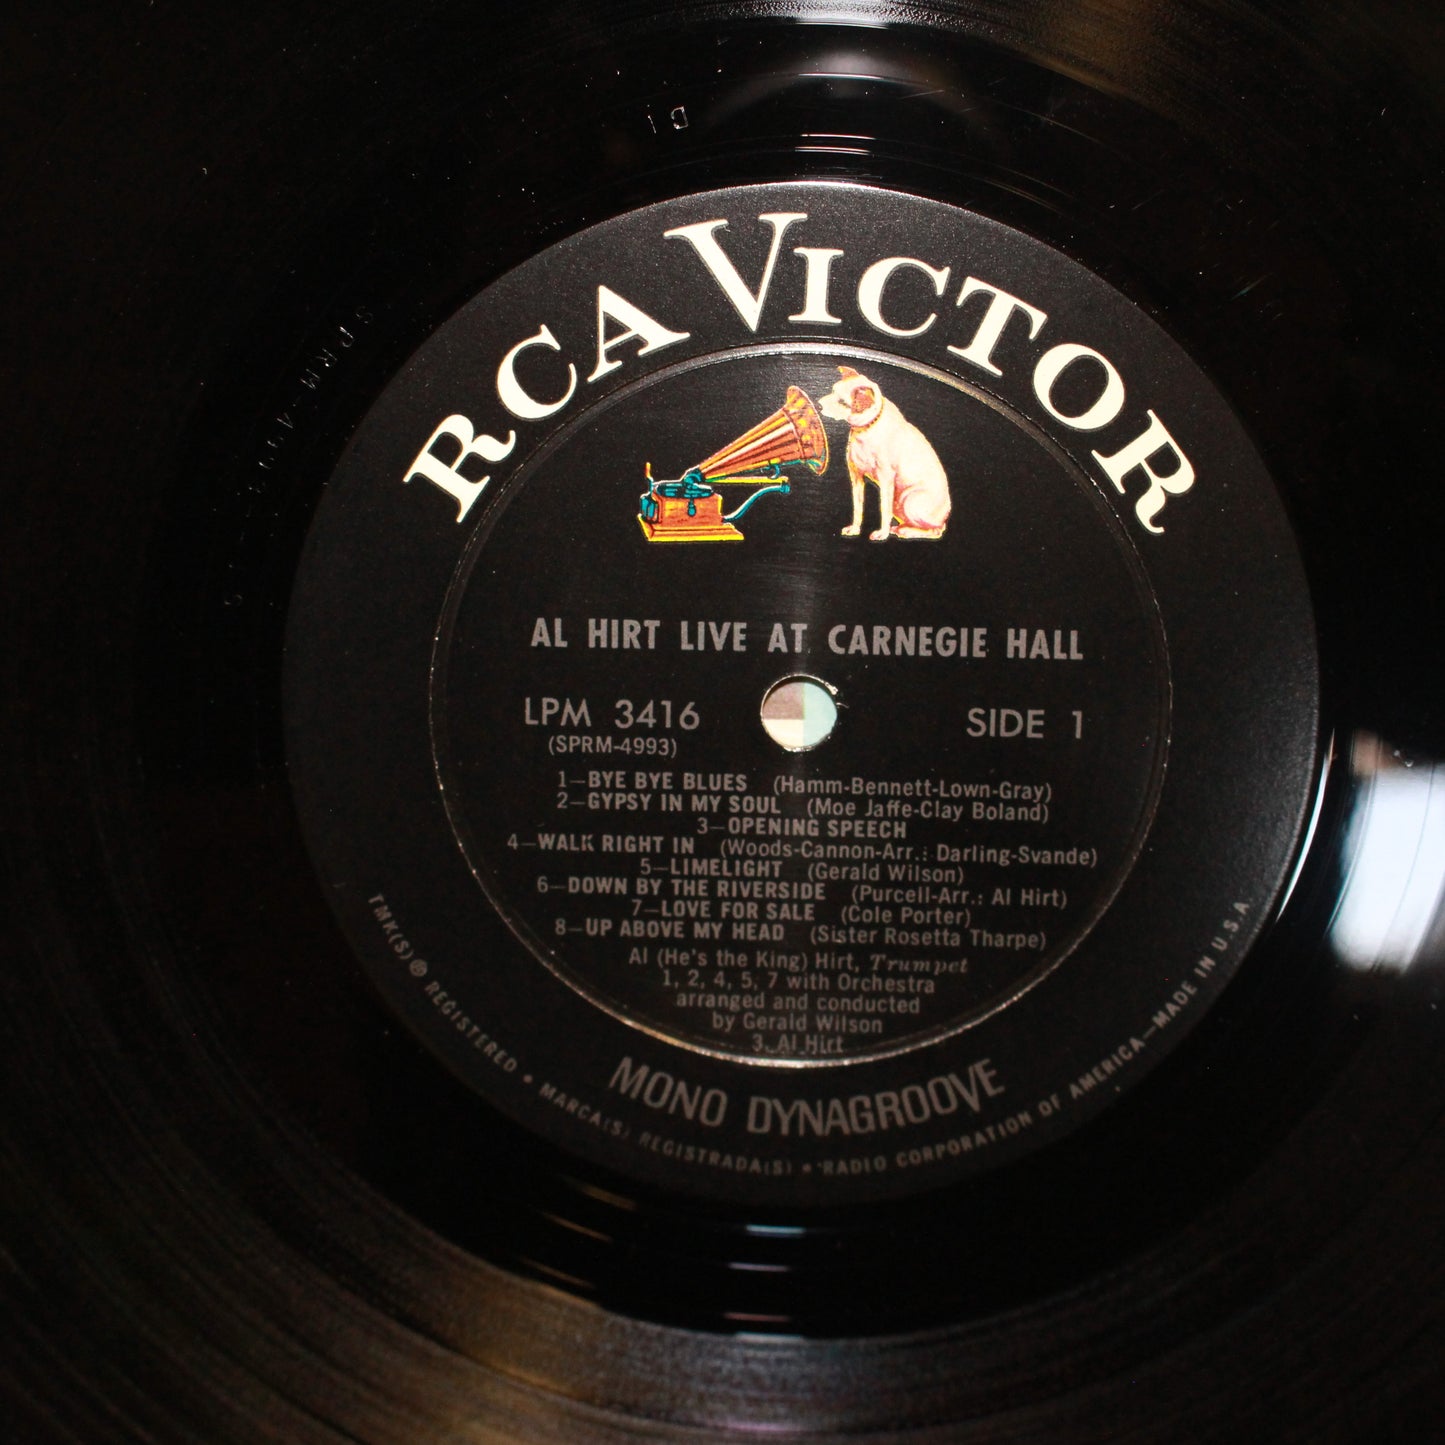 D1
SPRM-4993-5
RCA VICTOR
AL HIRT LIVE AT CARNEGIE HALL
LPM 3416
(SPRM-4993)
SIDE 1
1—BYE BYE BLUES (Hamm-Bennett-Lown-Gray)
2—GYPSY IN MY SOUL (Moe Jaffe-Clay Boland)
3—OPENING SPEECH
4—WALK RIGHT IN (Woods-Cannon-Arr.: Darling-Svande)
5—LIMELIGHT (Gerald Wilson)
6—DOWN BY THE RIVERSIDE (Purcell-Arr.: Al Hirt)
7—LOVE FOR SALE (Cole Porter)
8—UP ABOVE MY HEAD (Sister Rosetta Tharpe)
Al (He's the King) Hirt, Trumpet
1, 2, 4, 5, 7 with Orchestra
arranged and conducted
by Gerald Wilson
3. Al Hirt
MONO DYNAGROOVE
TMK(S) ® REGISTERED • MARCA(S) REGISTRADA(S) • RADIO CORPORATION OF AMERICA—MADE IN U.S.A.